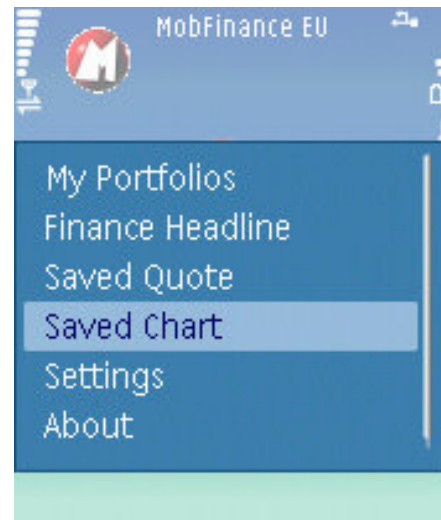 MobFinance EU
My Portfolios
Finance Headline
Saved Quote
Saved Chart
Settings
About